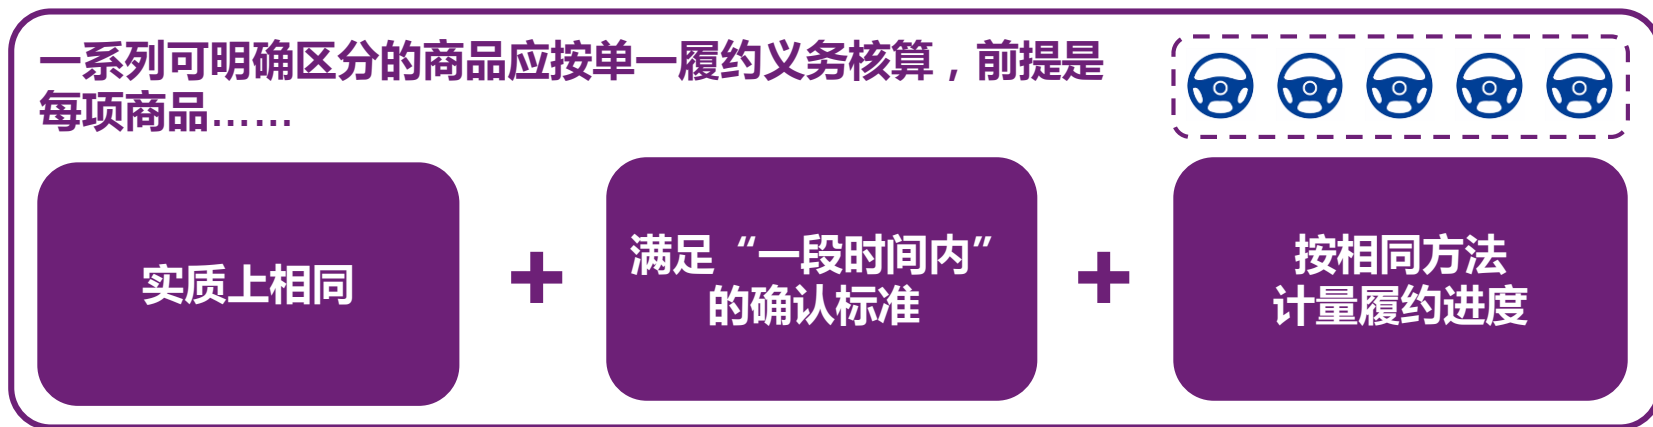 一系列可明确区分的商品应按单一履约义务核算，前提是
每项商品……
实质上相同
+
满足“一段时间内”
的确认标准
+
按相同方法
计量履约进度